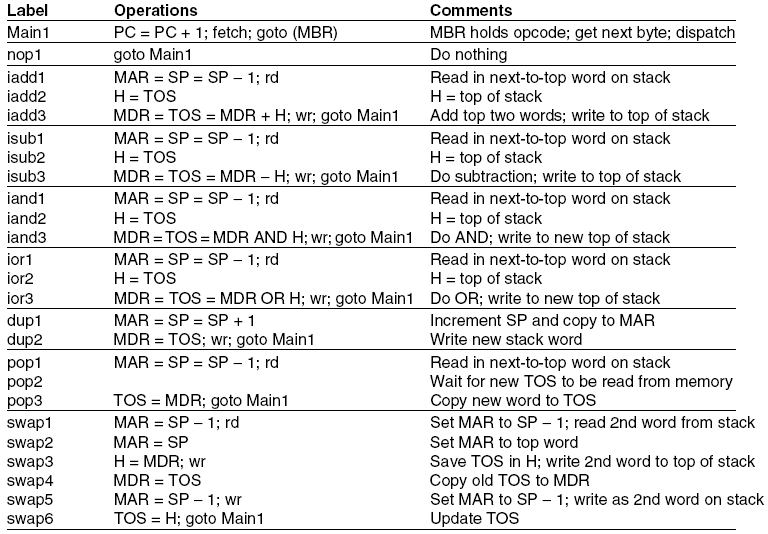 Label Operations Comments
Main1 PC = PC + 1; fetch; goto (MBR) MBR holds opcode; get next byte; dispatch
nop1 goto Main1 Do nothing
iadd1 MAR = SP = SP – 1; rd Read in next-to-top word on stack
iadd2 H = TOS H = top of stack
iadd3 MDR = TOS = MDR + H; wr; goto Main1 Add top two words; write to top of stack
isub1 MAR = SP = SP – 1; rd Read in next-to-top word on stack
isub2 H = TOS H = top of stack
isub3 MDR = TOS = MDR – H; wr; goto Main1 Do subtraction; write to top of stack
iand1 MAR = SP = SP – 1; rd Read in next-to-top word on stack
iand2 H = TOS H = top of stack
iand3 MDR = TOS = MDR AND H; wr; goto Main1 Do AND; write to new top of stack
ior1 MAR = SP = SP – 1; rd Read in next-to-top word on stack
ior2 H = TOS H = top of stack
ior3 MDR = TOS = MDR OR H; wr; goto Main1 Do OR; write to new top of stack
dup1 MAR = SP = SP + 1 Increment SP and copy to MAR
dup2 MDR = TOS; wr; goto Main1 Write new stack word
pop1 MAR = SP = SP – 1; rd Read in next-to-top word on stack
pop2 Wait for new TOS to be read from memory
pop3 TOS = MDR; goto Main1 Copy new word to TOS
swap1 MAR = SP – 1; rd Set MAR to SP – 1; read 2nd word from stack
swap2 MAR = SP Set MAR to top word
swap3 H = MDR; wr Save TOS in H; write 2nd word to top of stack
swap4 MDR = TOS Copy old TOS to MDR
swap5 MAR = SP – 1; wr Set MAR to SP – 1; write as 2nd word on stack
swap6 TOS = H; goto Main1 Update TOS